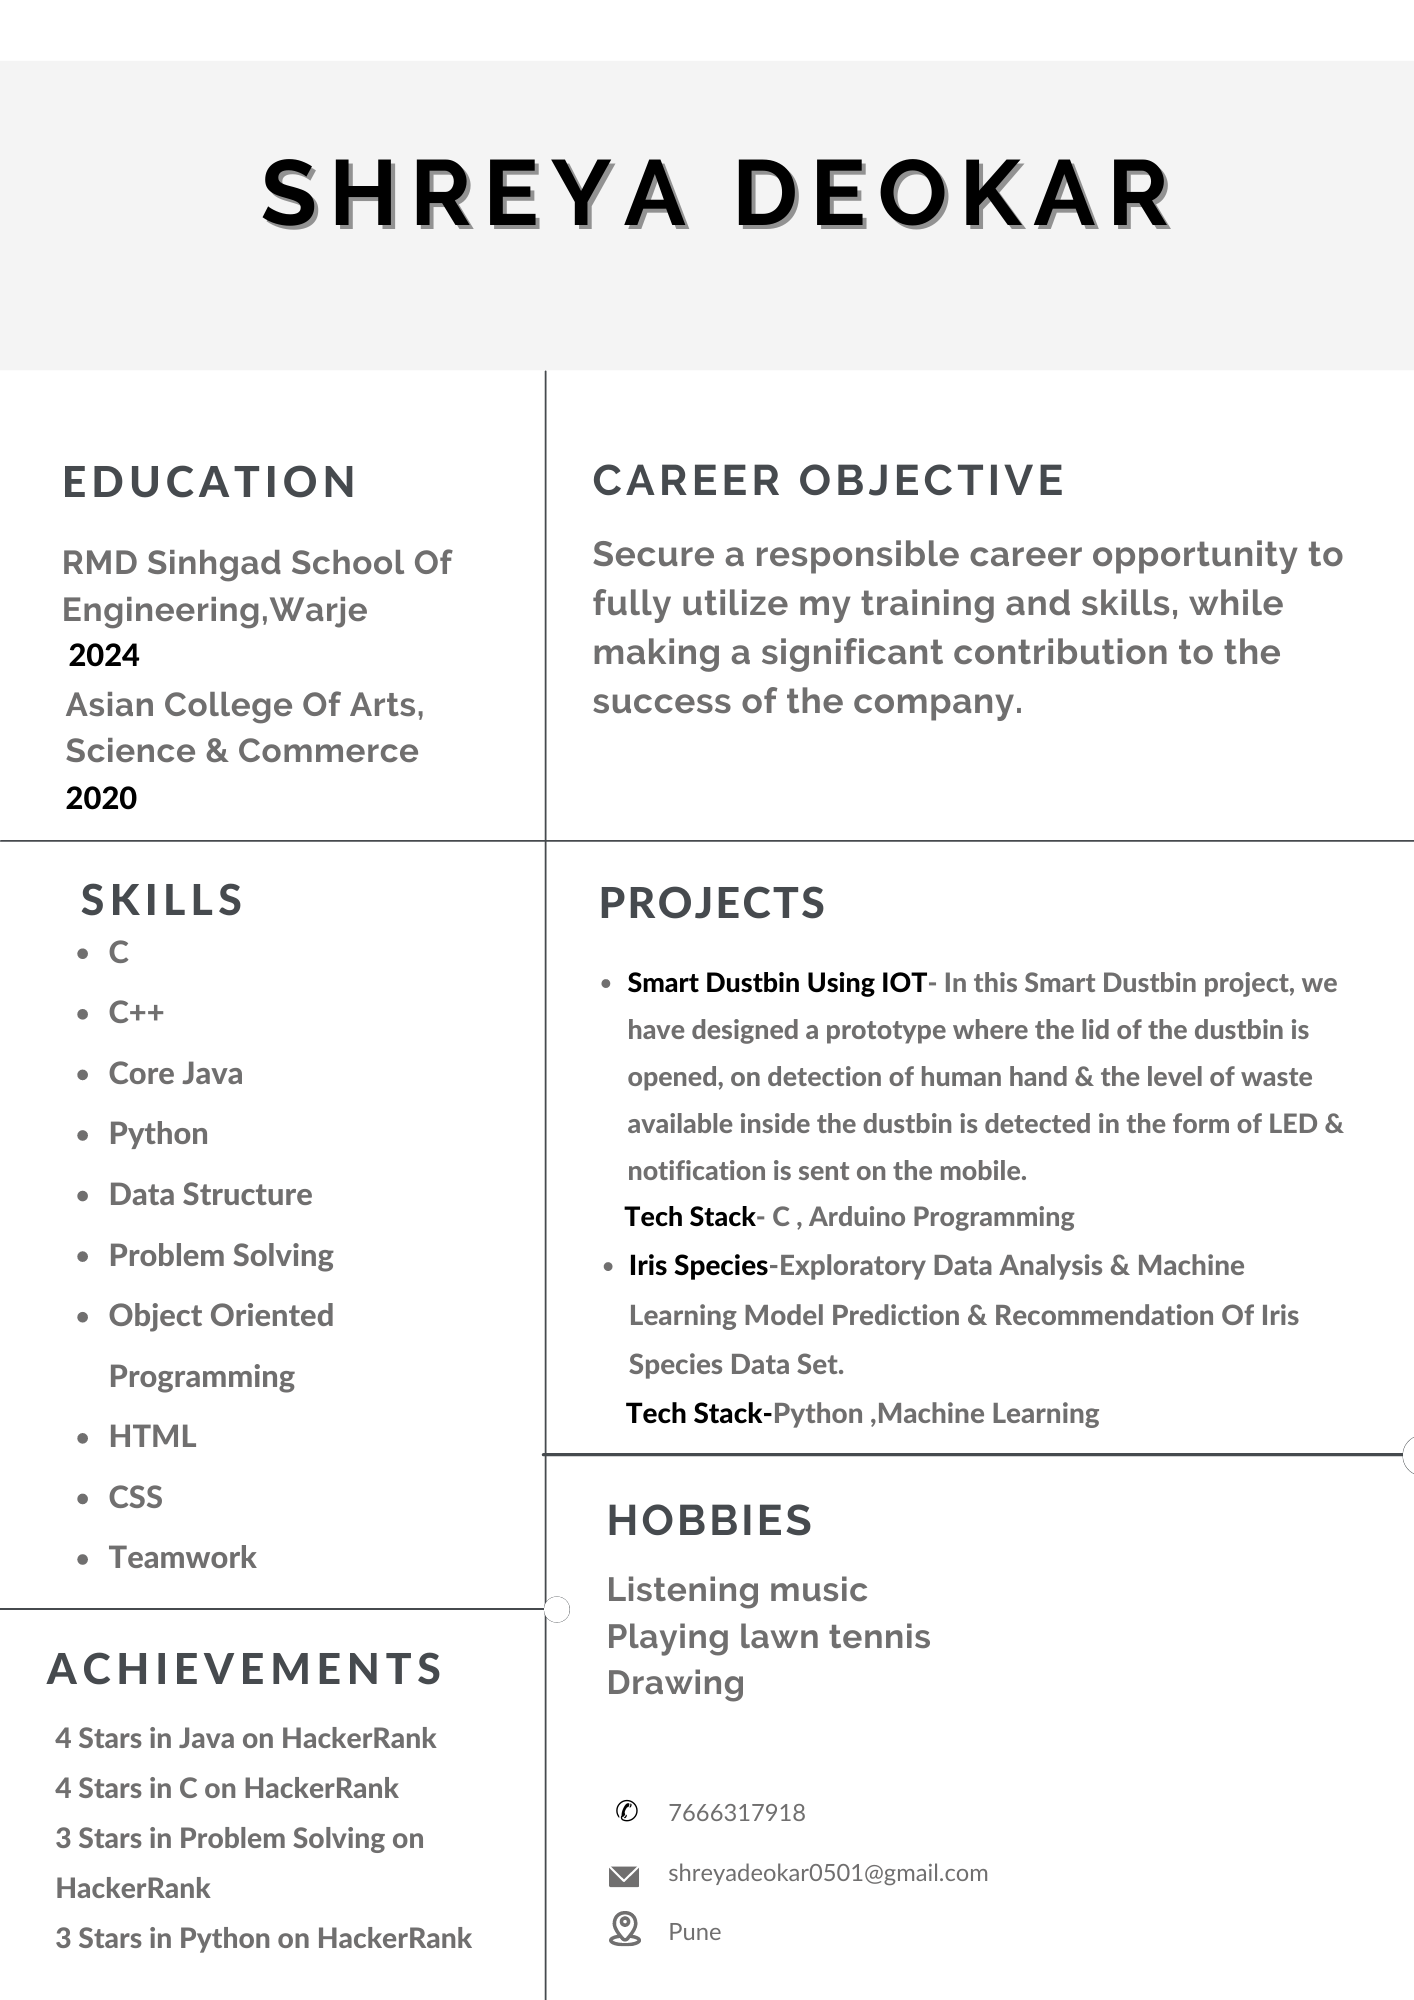 SHREYA DEOKAR
EDUCATION
RMD Sinhgad School Of
Engineering,Warje
2024
Asian College Of Arts,
Science & Commerce
2020
CAREER OBJECTIVE
Secure a responsible career opportunity to
fully utilize my training and skills, while
making a significant contribution to the
success of the company.
SKILLS
• C
• C++
• Core Java
• Python
• Data Structure
• Problem Solving
• Object Oriented
Programming
• HTML
• CSS
• Teamwork
PROJECTS
• Smart Dustbin Using IOT- In this Smart Dustbin project, we
have designed a prototype where the lid of the dustbin is
opened, on detection of human hand & the level of waste
available inside the dustbin is detected in the form of LED &
notification is sent on the mobile.
Tech Stack- C , Arduino Programming
• Iris Species-Exploratory Data Analysis & Machine
Learning Model Prediction & Recommendation Of Iris
Species Data Set.
Tech Stack-Python ,Machine Learning
ACHIEVEMENTS
4 Stars in Java on HackerRank
4 Stars in C on HackerRank
3 Stars in Problem Solving on
HackerRank
3 Stars in Python on HackerRank
HOBBIES
Listening music
Playing lawn tennis
Drawing
✆ 7666317918
shreyadeokar0501@gmail.com
Pune